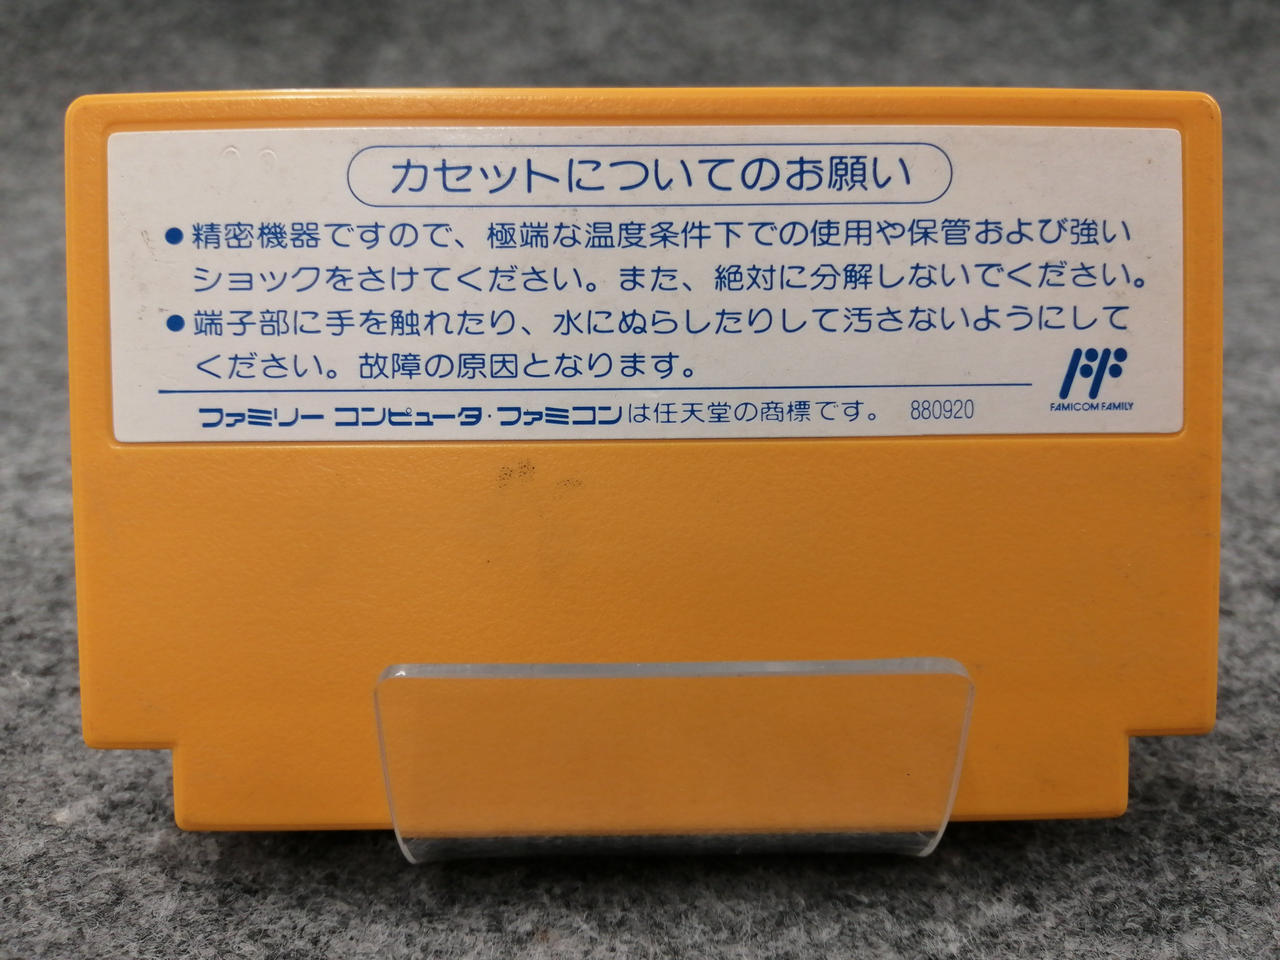 カセットについてのお願い
●精密機器ですので、極端な温度条件下での使用や保管および強い
ショックをさけてください。また、絶対に分解しないでください。
●端子部に手を触れたり、水にぬらしたりして汚さないようにして
ください。故障の原因となります。
ファミリー コンピュータ・ファミコンは任天堂の商標です。 880920
FAMICOM FAMILY